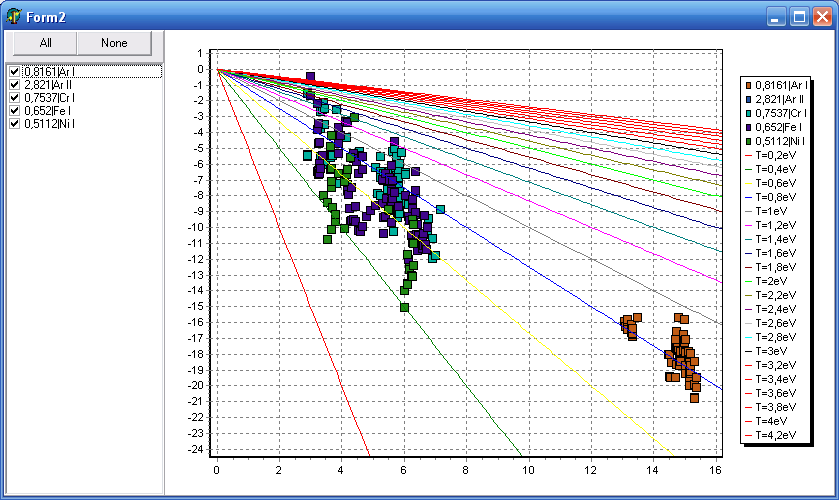 Form2
All
None
0,8161|Ar I
2,821|Ar II
0,7537|Cr I
0,652|Fe I
0,5112|Ni I
1
0
-1
-2
-3
-4
-5
-6
-7
-8
-9
-10
-11
-12
-13
-14
-15
-16
-17
-18
-19
-20
-21
-22
-23
-24
0 2 4 6 8 10 12 14 16
0,8161|Ar I
2,821|Ar II
0,7537|Cr I
0,652|Fe I
0,5112|Ni I
T=0,2eV
T=0,4eV
T=0,6eV
T=0,8eV
T=1eV
T=1,2eV
T=1,4eV
T=1,6eV
T=1,8eV
T=2eV
T=2,2eV
T=2,4eV
T=2,6eV
T=2,8eV
T=3eV
T=3,2eV
T=3,4eV
T=3,6eV
T=3,8eV
T=4eV
T=4,2eV